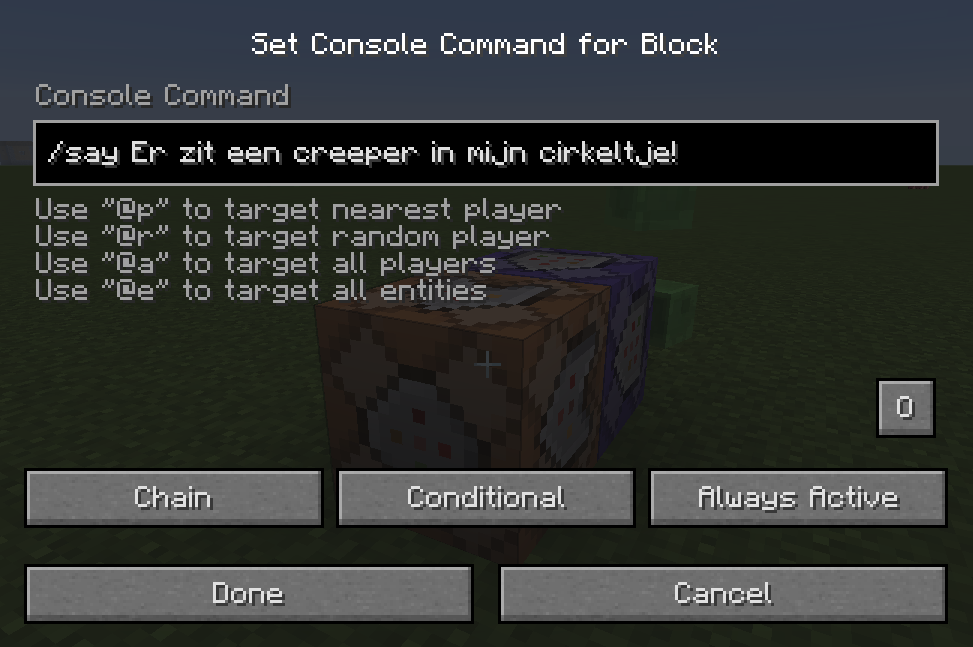 Set Console Command for Block
Console Command
/say Er zit een creeper in mijn cirkeltje!
Use "@p" to target nearest player
Use "@r" to target random player
Use "@a" to target all players
Use "@e" to target all entities
O
Chain Conditional Always Active
Done Cancel